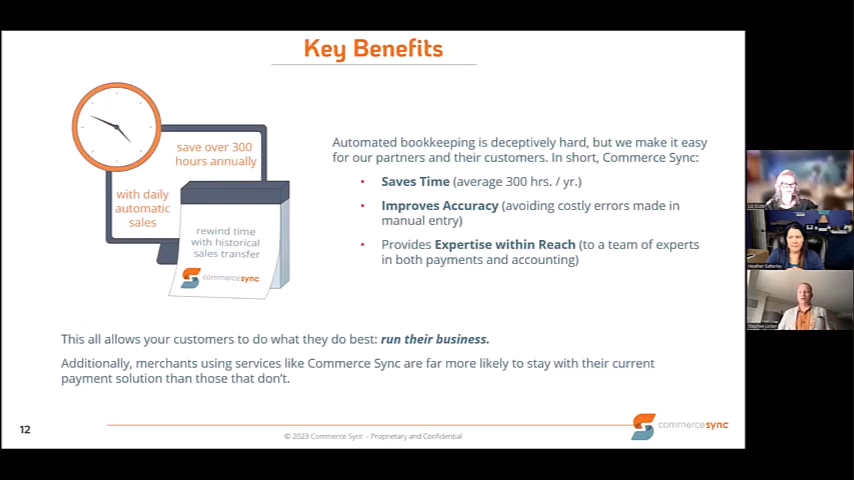 Key Benefits
save over 300
hours annually
with daily
automatic
sales
rewind time
with historical
sales transfer
commercesync
Automated bookkeeping is deceptively hard, but we make it easy
for our partners and their customers. In short, Commerce Sync:
• Saves Time (average 300 hrs. / yr.)
• Improves Accuracy (avoiding costly errors made in
manual entry)
• Provides Expertise within Reach (to a team of experts
in both payments and accounting)
This all allows your customers to do what they do best: run their business.
Additionally, merchants using services like Commerce Sync are far more likely to stay with their current
payment solution than those that don't.
12
© 2023 Commerce Sync – Proprietary and Confidential
commercesync
Heather Satterley